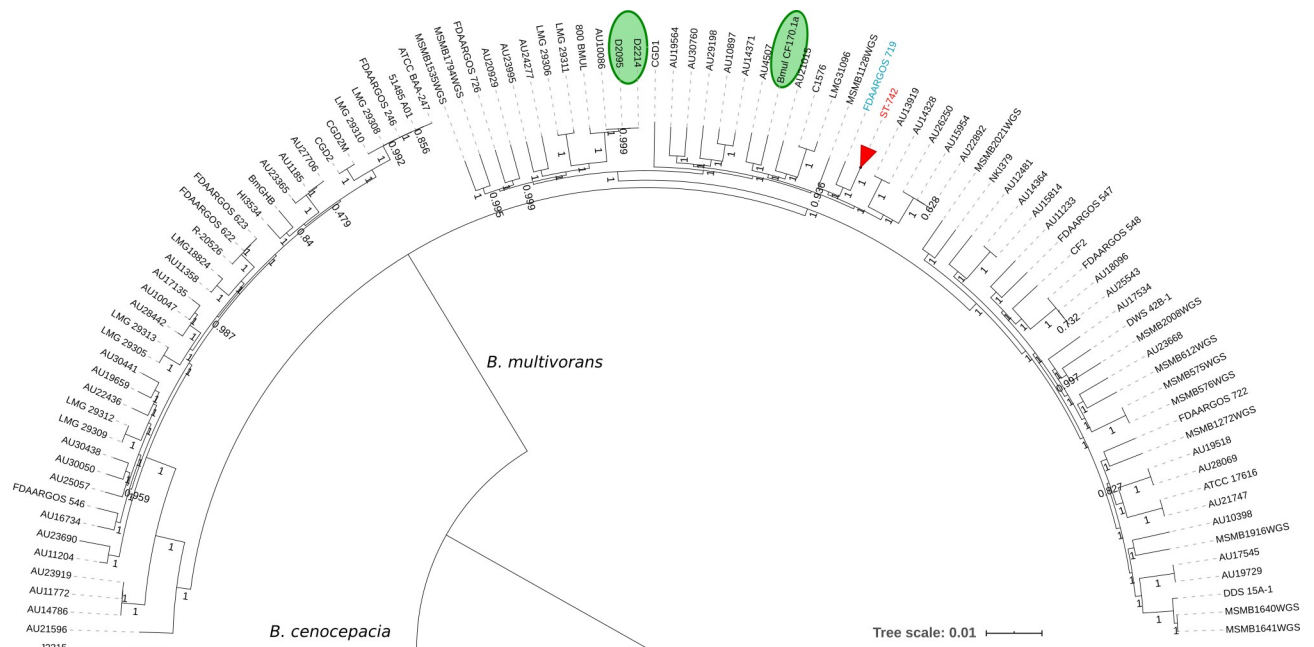 J2315
AU21596
AU14786
AU11772
AU23919
AU11204
AU23690
AU16734
FDAARGOS 546
AU25057
AU30050
AU30438
LMG 29309
LMG 29312
AU22436
AU19659
AU30441
LMG 29305
LMG 29313
AU28442
AU10047
AU17135
AU11358
LMG18824
R-20526
FDAARGOS 622
FDAARGOS 623
HI3534
BmGHB
AU23365
AU1185
AU27706
CGD2
CGD2M
LMG 29310
LMG 29308
FDAARGOS 246
51485 A01
ATCC BAA-247
MSMB1535WGS
MSMB1794WGS
FDAARGOS 726
AU20929
AU23995
AU24277
LMG 29306
LMG 29311
800 BMUL
AU10086
D2095
D2214
CGD1
AU19564
AU30760
AU29198
AU10897
AU14371
AU4507
Bmul CF170.1a
AU21015
C1576
LMG31096
MSMB1128WGS
FDAARGOS 719
ST-742
AU13919
AU14328
AU26250
AU15954
AU22892
MSMB2021WGS
NKI379
AU12481
AU14364
AU15814
AU11233
FDAARGOS 547
CF2
FDAARGOS 548
AU18096
AU25543
AU17534
DWS 42B-1
MSMB2008WGS
AU23668
MSMB612WGS
MSMB575WGS
MSMB576WGS
FDAARGOS 722
MSMB1272WGS
AU19518
AU28069
ATCC 17616
AU21747
AU10398
MSMB1916WGS
AU17545
AU19729
DDS 15A-1
MSMB1640WGS
MSMB1641WGS
0.959
0.987
0.84
0.479
0.992
0.856
0.995
0.999
0.999
0.936
0.628
0.732
0.997
0.827
B. multivorans
B. cenocepacia
Tree scale: 0.01